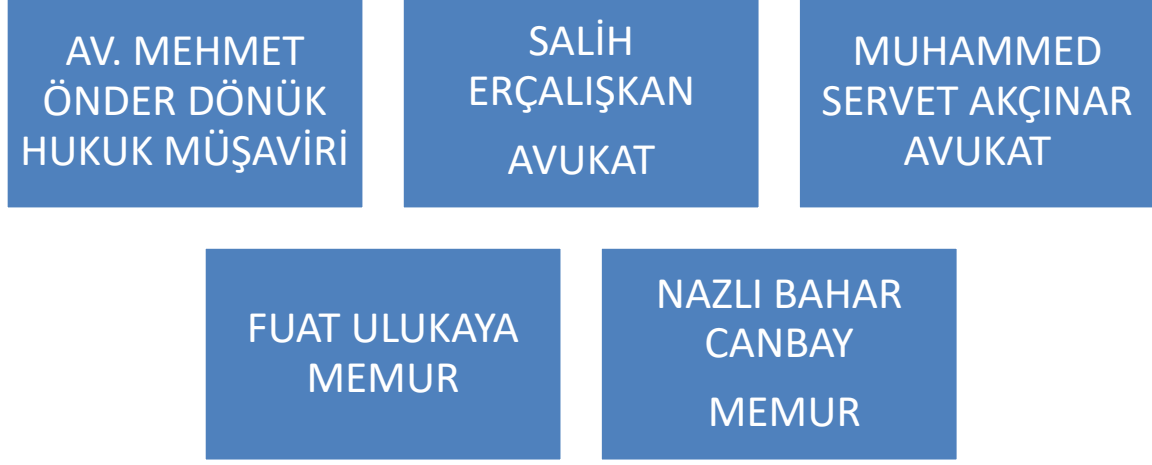 AV. MEHMET
ÖNDER DÖNÜK
HUKUK MÜŞAVİRİ
SALİH
ERÇALIŞKAN
AVUKAT
MUHAMMED
SERVET AKÇINAR
AVUKAT
FUAT ULUKAYA
MEMUR
NAZLI BAHAR
CANBAY
MEMUR